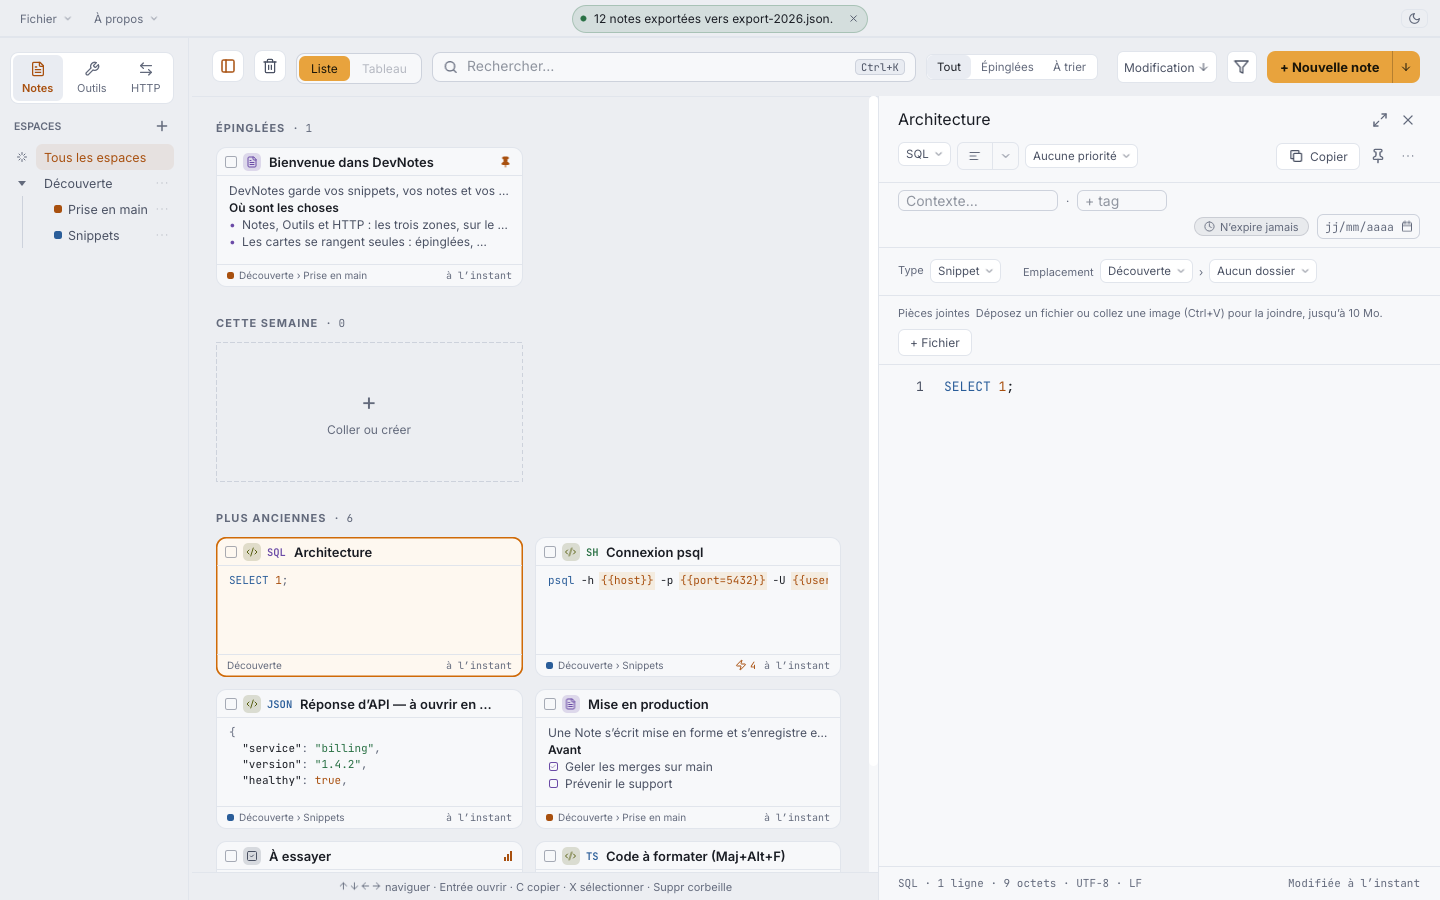 Fichier
À propos
12 notes exportées vers export-2026.json.
Notes
Outils
HTTP
Liste
Tableau
Rechercher...
Ctrl+K
Tout
Épinglées
À trier
Modification
+ Nouvelle note
ESPACES
Tous les espaces
Découverte
Prise en main
Snippets
ÉPINGLÉES · 1
Bienvenue dans DevNotes
DevNotes garde vos snippets, vos notes et vos ...
Où sont les choses
• Notes, Outils et HTTP : les trois zones, sur le ...
• Les cartes se rangent seules : épinglées, ...
Découverte › Prise en main
à l’instant
CETTE SEMAINE · 0
+
Coller ou créer
PLUS ANCIENNES · 6
SQL Architecture
SELECT 1;
Découverte
à l’instant
SH Connexion psql
psql -h {{host}} -p {{port=5432}} -U {{user
Découverte › Snippets
4 à l’instant
JSON Réponse d’API — à ouvrir en ...
{
"service": "billing",
"version": "1.4.2",
"healthy": true,
Découverte › Snippets
à l’instant
Mise en production
Une Note s’écrit mise en forme et s’enregistre e...
Avant
Geler les merges sur main
Prévenir le support
Découverte › Prise en main
à l’instant
À essayer
TS Code à formater (Maj+Alt+F)
↑↓←→ naviguer · Entrée ouvrir · C copier · X sélectionner · Suppr corbeille
Architecture
SQL
Aucune priorité
Copier
Contexte...
·
+ tag
N’expire jamais
jj/mm/aaaa
Type Snippet
Emplacement Découverte › Aucun dossier
Pièces jointes Déposez un fichier ou collez une image (Ctrl+V) pour la joindre, jusqu’à 10 Mo.
+ Fichier
1 SELECT 1;
SQL · 1 ligne · 9 octets · UTF-8 · LF
Modifiée à l’instant